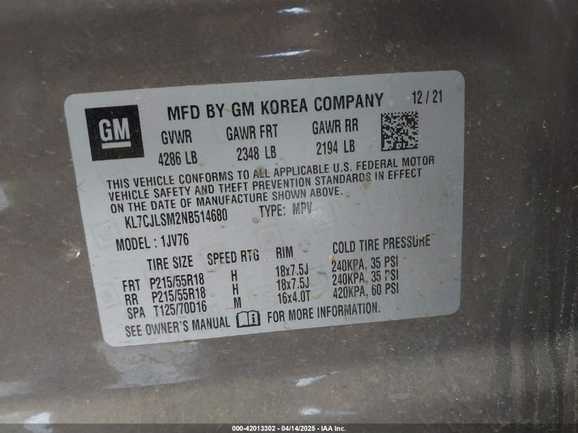 GM
MFD BY GM KOREA COMPANY 12 / 21
GVWR GAWR FRT GAWR RR
4286 LB 2348 LB 2194 LB
THIS VEHICLE CONFORMS TO ALL APPLICABLE U.S. FEDERAL MOTOR
VEHICLE SAFETY AND THEFT PREVENTION STANDARDS IN EFFECT
ON THE DATE OF MANUFACTURE SHOWN ABOVE.
KL7CJLSM2NB514680 TYPE: MPV
MODEL : 1JV76
TIRE SIZE SPEED RTG RIM COLD TIRE PRESSURE
FRT P215/55R18 H 18x7.5J 240KPA, 35 PSI
RR P215/55R18 H 18x7.5J 240KPA, 35 PSI
SPA T125/70D16 M 16x4.0T 420KPA, 60 PSI
SEE OWNER'S MANUAL FOR MORE INFORMATION.
000-42013302 - 04/14/2025 - IAA Inc.